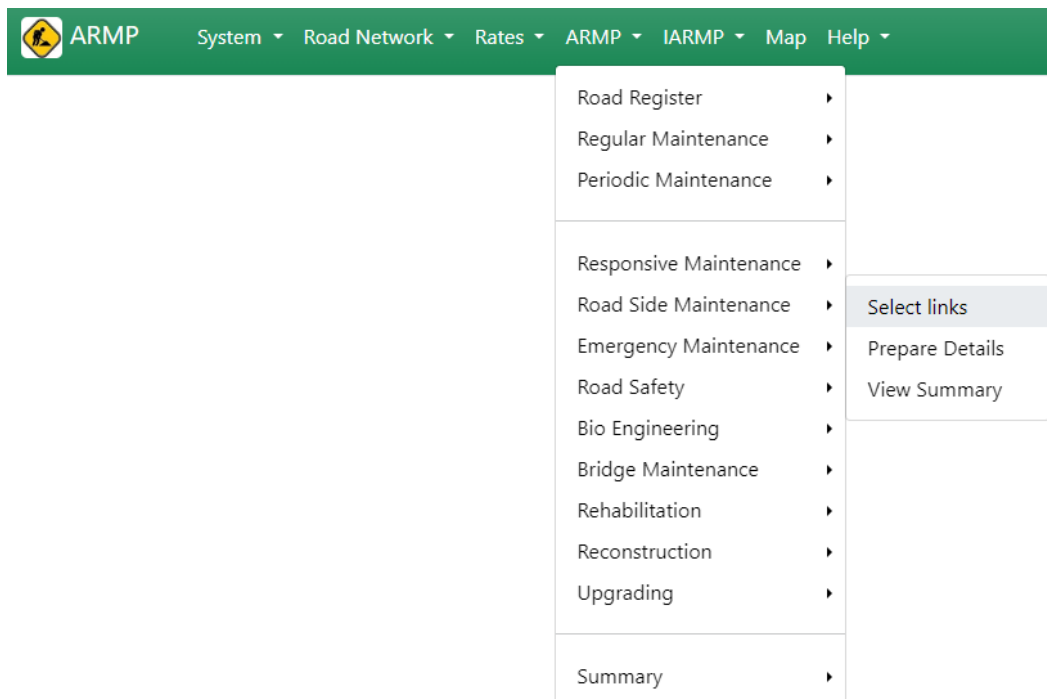 ARMP System Road Network Rates ARMP IARMP Map Help
Road Register
Regular Maintenance
Periodic Maintenance
Responsive Maintenance
Road Side Maintenance
Emergency Maintenance
Road Safety
Bio Engineering
Bridge Maintenance
Rehabilitation
Reconstruction
Upgrading
Summary
Select links
Prepare Details
View Summary